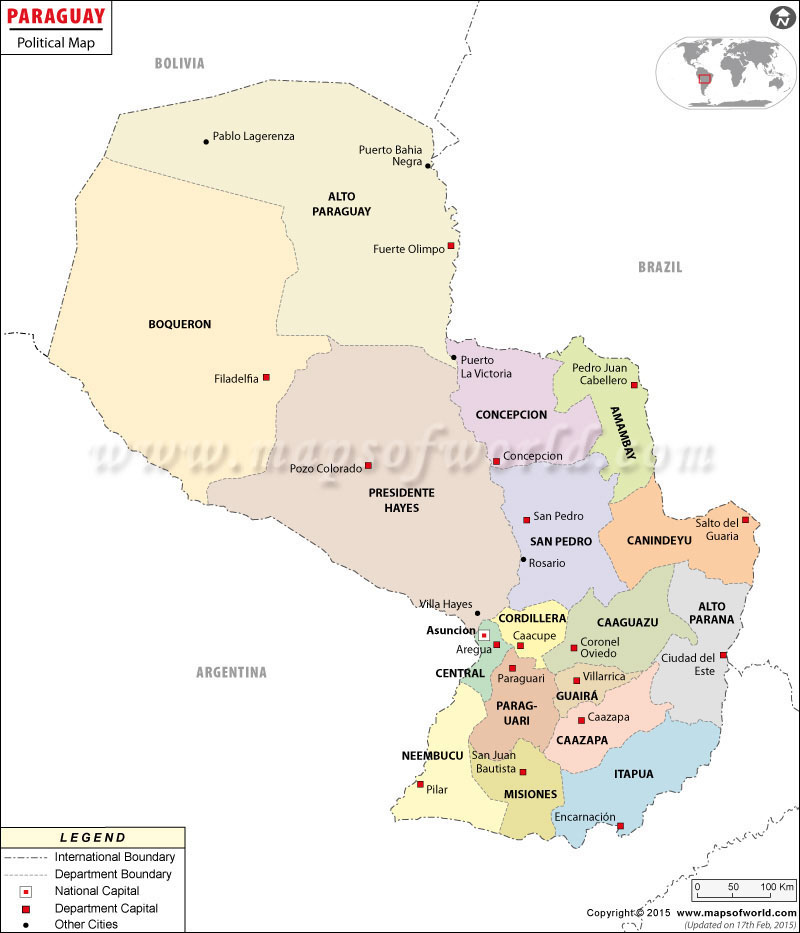 PARAGUAY
Political Map
N
BOLIVIA
Pablo Lagerenza
Puerto Bahia
Negra
ALTO
PARAGUAY
Fuerte Olimpo
BRAZIL
BOQUERON
Puerto
La Victoria
Pedro Juan
Cabellero
Filadelfia
CONCEPCION
AMAMBAY
www.mapsofworld.com
Concepcion
Pozo Colorado
PRESIDENTE
HAYES
San Pedro
SAN PEDRO
Salto del
Guaria
CANINDEYU
Rosario
Villa Hayes
CORDILLERA
ALTO
PARANA
CAAGUAZU
Asuncion
Caacupe
Aregua
Coronel
Oviedo
Ciudad del
Este
ARGENTINA
CENTRAL
Paraguari
Villarrica
GUAIRÁ
PARAG-
UARI
Caazapa
CAAZAPA
NEEMBUCU
San Juan
Bautista
ITAPUA
Pilar
MISIONES
Encarnación
LEGEND
International Boundary
Department Boundary
National Capital
Department Capital
Other Cities
0 50 100 Km
Copyright © 2015 www.mapsofworld.com
(Updated on 17th Feb, 2015)